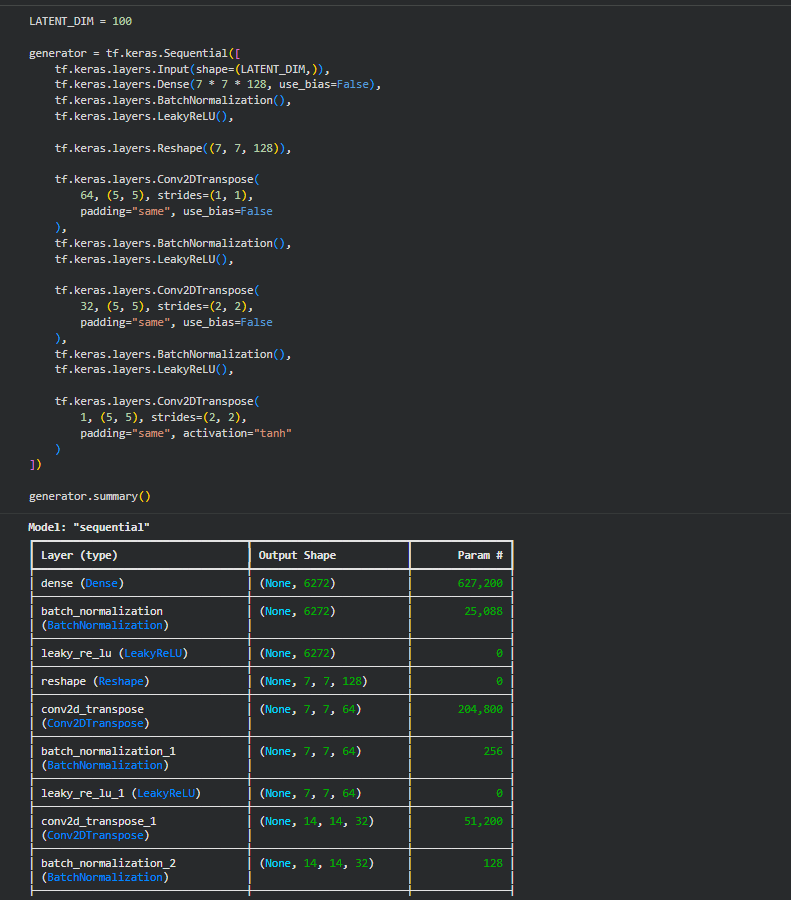 LATENT_DIM = 100
generator = tf.keras.Sequential([
    tf.keras.layers.Input(shape=(LATENT_DIM,)),
    tf.keras.layers.Dense(7 * 7 * 128, use_bias=False),
    tf.keras.layers.BatchNormalization(),
    tf.keras.layers.LeakyReLU(),
    tf.keras.layers.Reshape((7, 7, 128)),
    tf.keras.layers.Conv2DTranspose(
        64, (5, 5), strides=(1, 1),
        padding="same", use_bias=False
    ),
    tf.keras.layers.BatchNormalization(),
    tf.keras.layers.LeakyReLU(),
    tf.keras.layers.Conv2DTranspose(
        32, (5, 5), strides=(2, 2),
        padding="same", use_bias=False
    ),
    tf.keras.layers.BatchNormalization(),
    tf.keras.layers.LeakyReLU(),
    tf.keras.layers.Conv2DTranspose(
        1, (5, 5), strides=(2, 2),
        padding="same", activation="tanh"
    )
])
generator.summary()
Model: "sequential"
Layer (type) Output Shape Param #
dense (Dense) (None, 6272) 627,200
batch_normalization (None, 6272) 25,088
(BatchNormalization)
leaky_re_lu (LeakyReLU) (None, 6272) 0
reshape (Reshape) (None, 7, 7, 128) 0
conv2d_transpose (None, 7, 7, 64) 204,800
(Conv2DTranspose)
batch_normalization_1 (None, 7, 7, 64) 256
(BatchNormalization)
leaky_re_lu_1 (LeakyReLU) (None, 7, 7, 64) 0
conv2d_transpose_1 (None, 14, 14, 32) 51,200
(Conv2DTranspose)
batch_normalization_2 (None, 14, 14, 32) 128
(BatchNormalization)